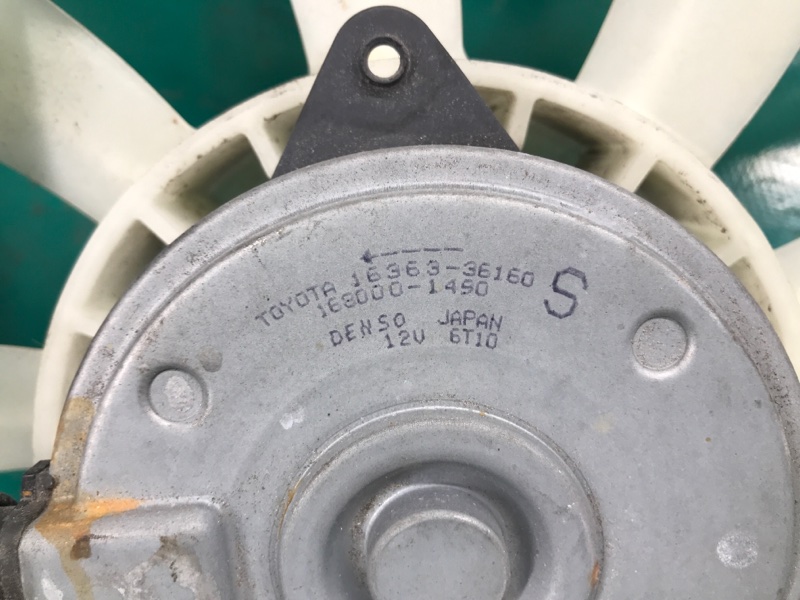 TOYOTA 16363-36160
168000-1450 S
DENSO JAPAN
12V 6T10